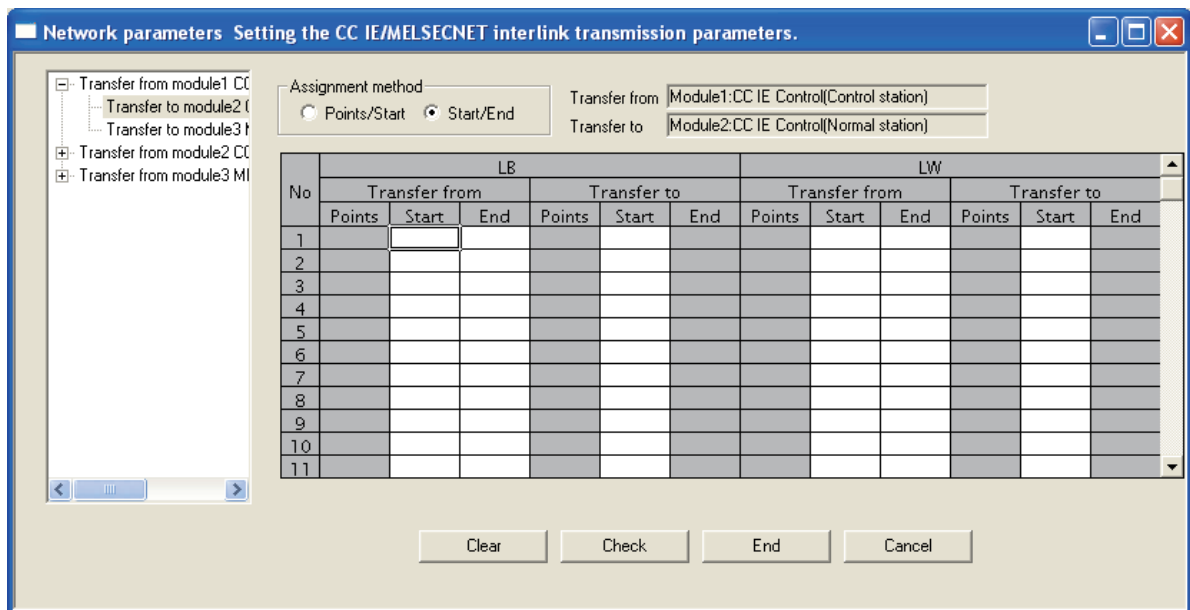 Network parameters  Setting the CC IE/MELSECNET interlink transmission parameters.
Transfer from module1 CC
Transfer to module2
Transfer to module3
Transfer from module2 CC
Transfer from module3 MI
Assignment method
Points/Start Start/End
Transfer from Module1:CC IE Control(Control station)
Transfer to Module2:CC IE Control(Normal station)
LB LW
No Transfer from Transfer to Transfer from Transfer to
Points Start End Points Start End Points Start End Points Start End
1
2
3
4
5
6
7
8
9
10
11
Clear Check End Cancel